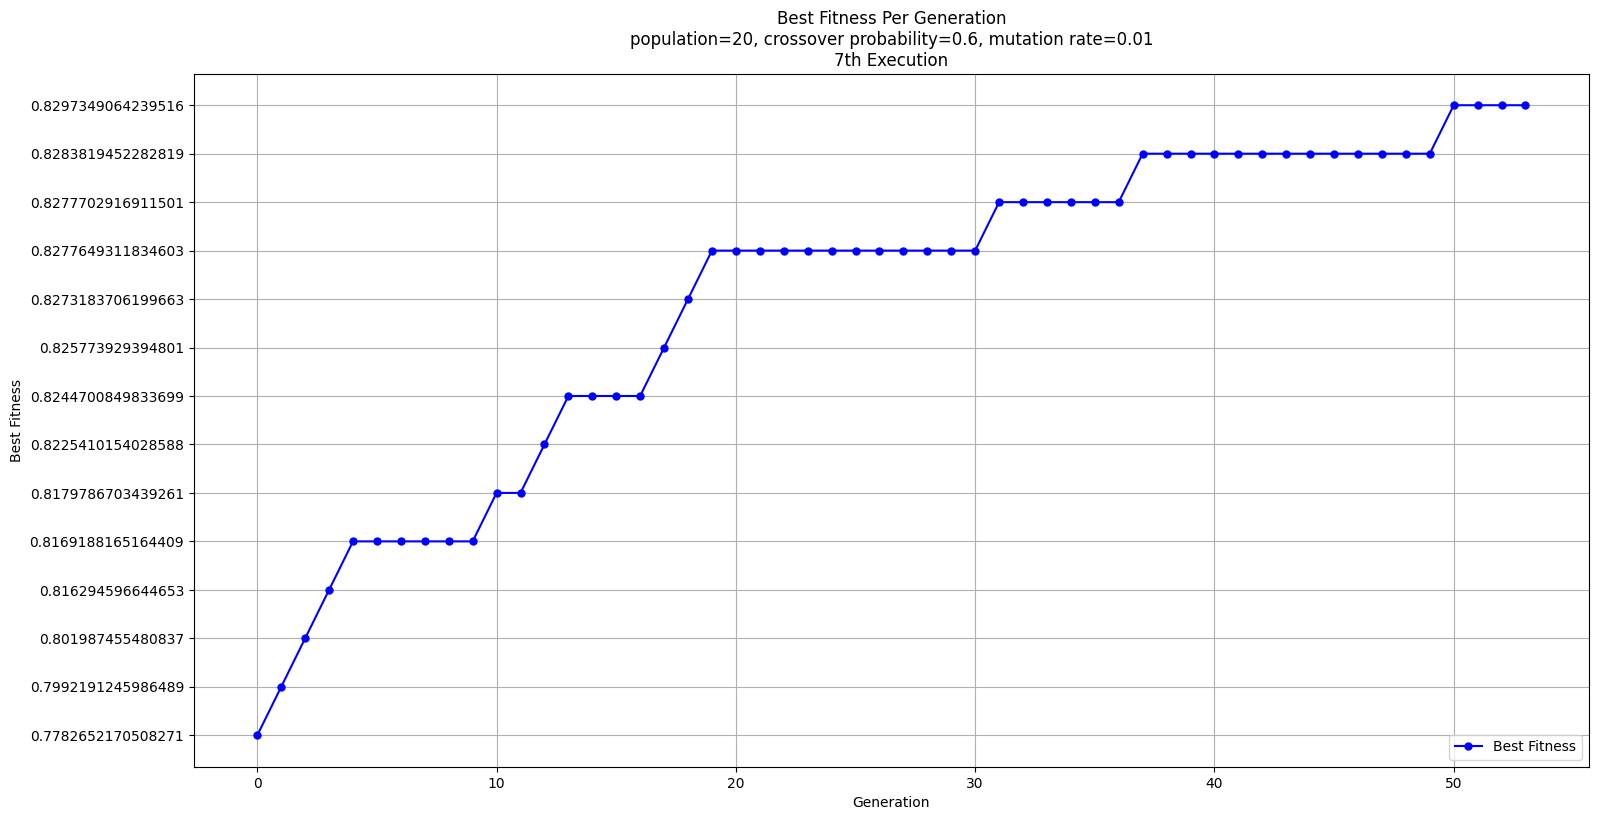 Best Fitness Per Generation
population=20, crossover probability=0.6, mutation rate=0.01
7th Execution
0.8297349064239516
0.8283819452282819
0.8277702916911501
0.8277649311834603
0.8273183706199663
0.825773929394801
0.8244700849833699
0.8225410154028588
0.8179786703439261
0.8169188165164409
0.816294596644653
0.801987455480837
0.7992191245986489
0.7782652170508271
Best Fitness
Best Fitness
0 10 20 30 40 50
Generation